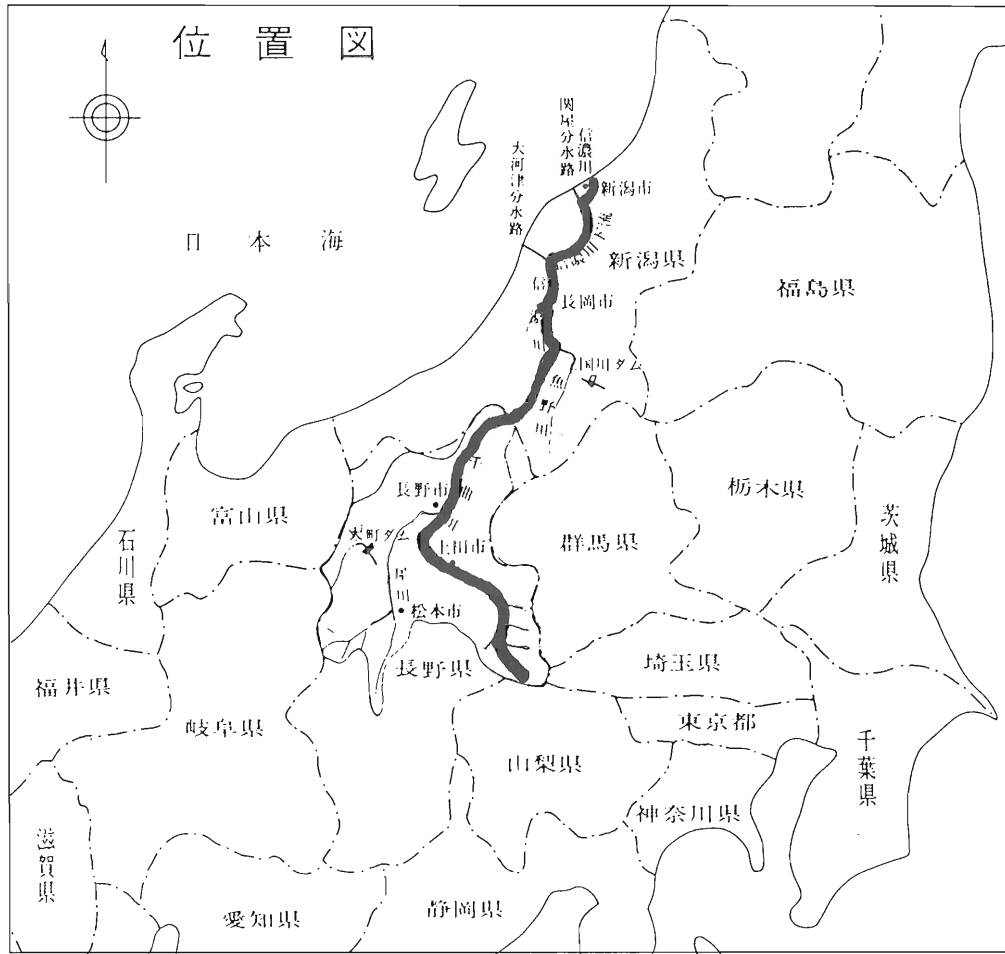 位置図
関屋分水路
信濃川
大河津分水路
新潟市
日本海
信濃川下流
新潟県
福島県
信濃川
長岡市
魚野川
栃木県
千曲川
長野市
富山県
大町ダム
上田市
群馬県
茨城県
石川県
犀川
松本市
長野県
埼玉県
福井県
岐阜県
東京都
山梨県
千葉県
神奈川県
滋賀県
愛知県
静岡県